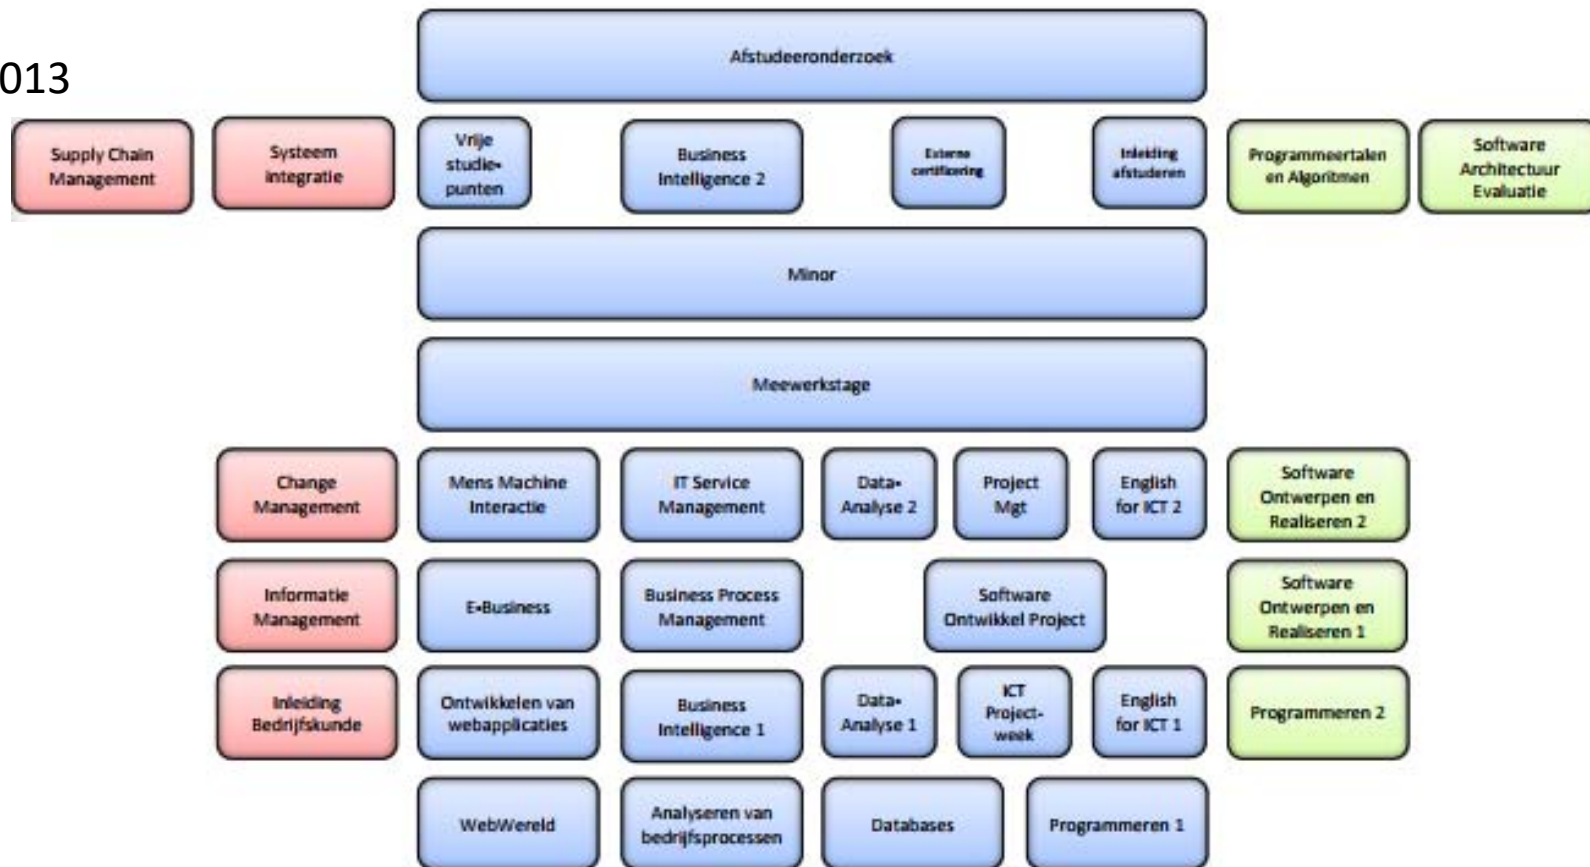 Afstudeeronderzoek
013
Supply Chain
Management
Systeem
integratie
Vrije
studie-
punten
Business
Intelligence 2
Externe
certificering
Inleiding
afstuderen
Programmeertalen
en Algoritmen
Software
Architectuur
Evaluatie
Minor
Meewerkstage
Change
Management
Mens Machine
Interactie
IT Service
Management
Data-
Analyse 2
Project
Mgt
English
for ICT 2
Software
Ontwerpen en
Realiseren 2
Informatie
Management
E-Business
Business Process
Management
Software
Ontwikkel Project
Software
Ontwerpen en
Realiseren 1
Inleiding
Bedrijfskunde
Ontwikkelen van
webapplicaties
Business
Intelligence 1
Data-
Analyse 1
ICT
Project-
week
English
for ICT 1
Programmeren 2
WebWereld
Analyseren van
bedrijfsprocessen
Databases
Programmeren 1